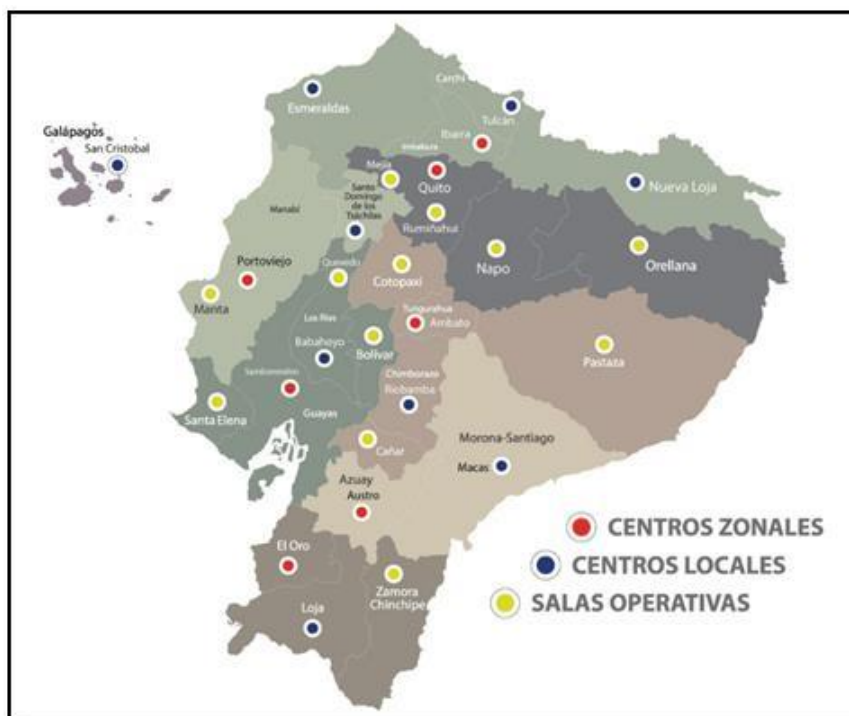 Galápagos
San Cristobal
Esmeraldas
Carchi
Tulcán
Ibarra
Imbabura
Mejía
Quito
Nueva Loja
Santo
Domingo
de los
Tsáchilas
Rumiñahui
Manabí
Quevedo
Cotopaxi
Napo
Orellana
Portoviejo
Manta
Los Ríos
Tungurahua
Ambato
Babahoyo
Bolívar
Pastaza
Chimborazo
Riobamba
Samborondón
Santa Elena
Guayas
Cañar
Morona-Santiago
Macas
Azuay
Austro
El Oro
Zamora
Chinchipe
Loja
CENTROS ZONALES
CENTROS LOCALES
SALAS OPERATIVAS